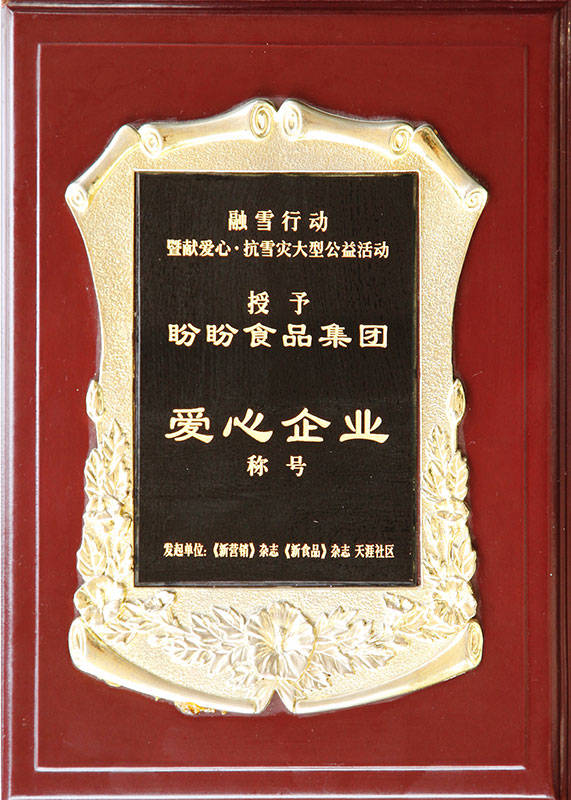 融雪行动
暨献爱心·抗雪灾大型公益活动
授予
盼盼食品集团
爱心企业
称号
发起单位:《新营销》杂志《新食品》杂志 天涯社区